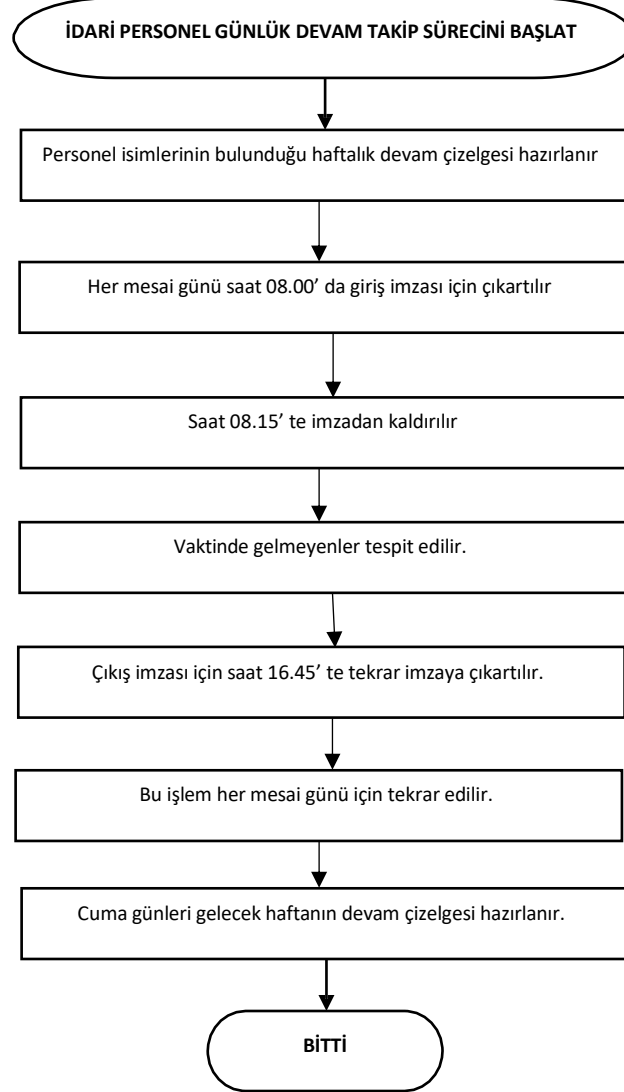 İDARİ PERSONEL GÜNLÜK DEVAM TAKİP SÜRECİNİ BAŞLAT
Personel isimlerinin bulunduğu haftalık devam çizelgesi hazırlanır
Her mesai günü saat 08.00’ da giriş imzası için çıkartılır
Saat 08.15’ te imzadan kaldırılır
Vaktinde gelmeyenler tespit edilir.
Çıkış imzası için saat 16.45’ te tekrar imzaya çıkartılır.
Bu işlem her mesai günü için tekrar edilir.
Cuma günleri gelecek haftanın devam çizelgesi hazırlanır.
BİTTİ